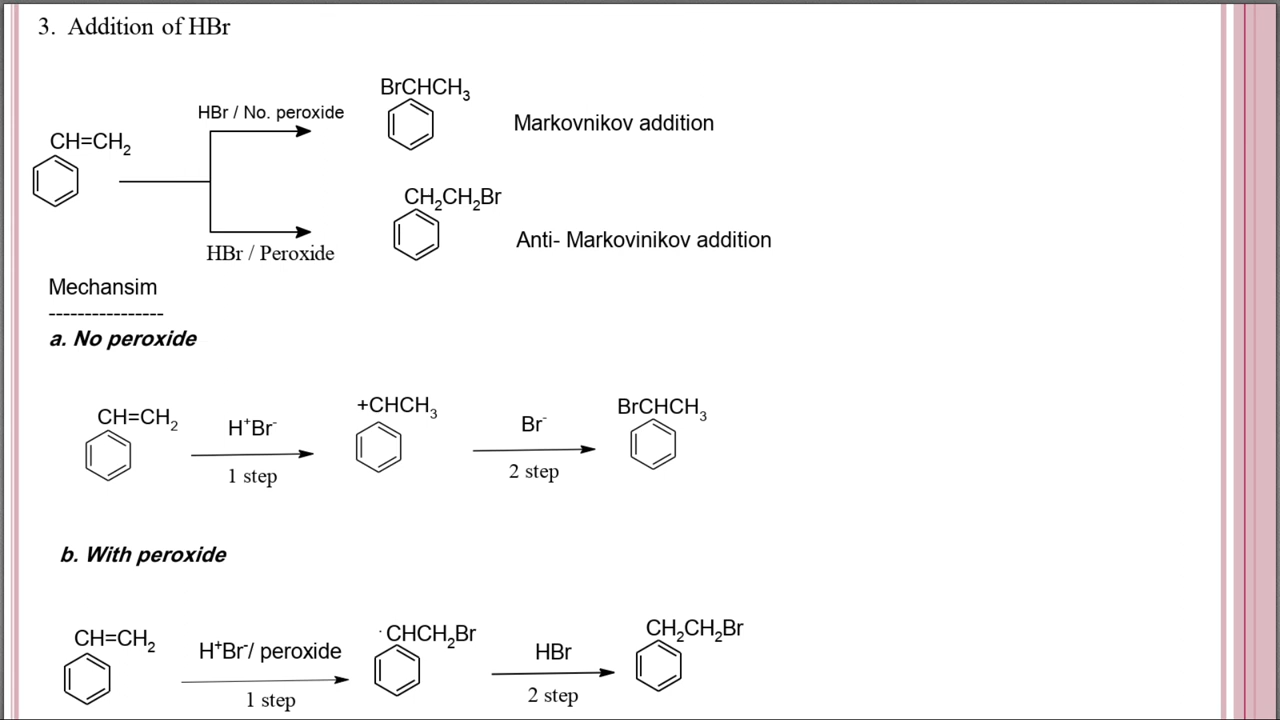 3. Addition of HBr
BrCHCH₃
HBr / No. peroxide
Markovnikov addition
CH=CH₂
CH₂CH₂Br
Anti- Markovinikov addition
HBr / Peroxide
Mechansim
----------------
a. No peroxide
CH=CH₂
H⁺Br⁻
1 step
+CHCH₃
Br⁻
2 step
BrCHCH₃
b. With peroxide
CH=CH₂
H⁺Br⁻/ peroxide
1 step
·CHCH₂Br
HBr
2 step
CH₂CH₂Br